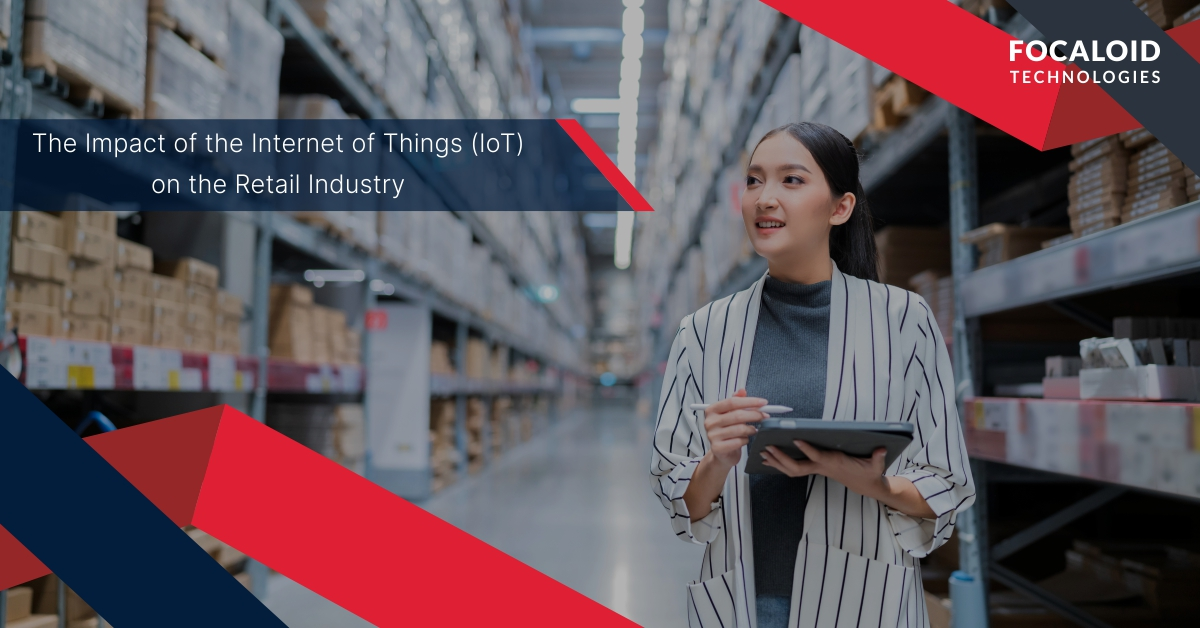 FOCALOID
TECHNOLOGIES
The Impact of the Internet of Things (IoT)
on the Retail Industry